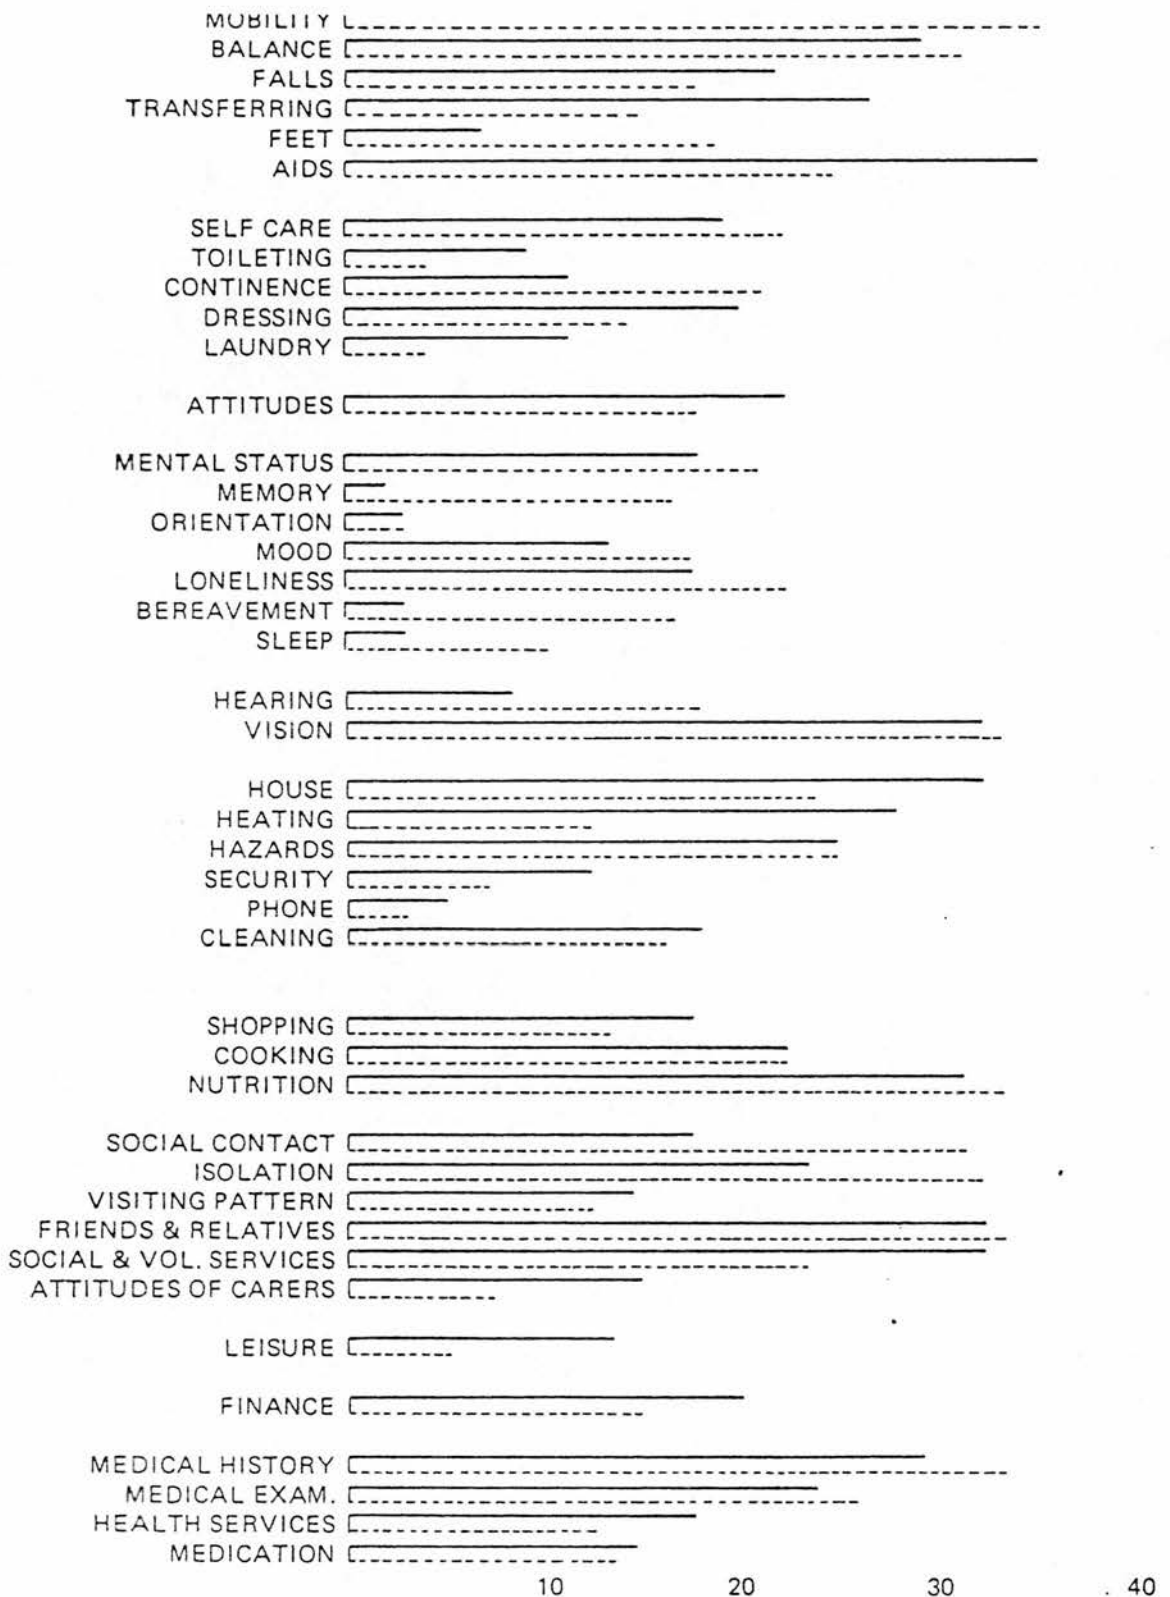 MOBILITY
BALANCE
FALLS
TRANSFERRING
FEET
AIDS
SELF CARE
TOILETING
CONTINENCE
DRESSING
LAUNDRY
ATTITUDES
MENTAL STATUS
MEMORY
ORIENTATION
MOOD
LONELINESS
BEREAVEMENT
SLEEP
HEARING
VISION
HOUSE
HEATING
HAZARDS
SECURITY
PHONE
CLEANING
SHOPPING
COOKING
NUTRITION
SOCIAL CONTACT
ISOLATION
VISITING PATTERN
FRIENDS & RELATIVES
SOCIAL & VOL. SERVICES
ATTITUDES OF CARERS
LEISURE
FINANCE
MEDICAL HISTORY
MEDICAL EXAM.
HEALTH SERVICES
MEDICATION
10 20 30 40